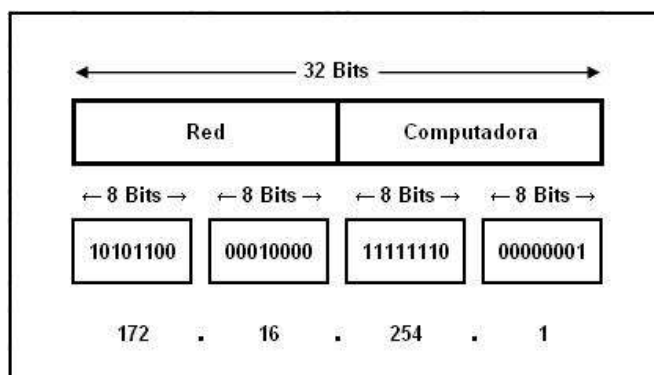 32 Bits
Red Computadora
← 8 Bits → ← 8 Bits → ← 8 Bits → ← 8 Bits →
10101100 00010000 11111110 00000001
172 . 16 . 254 . 1